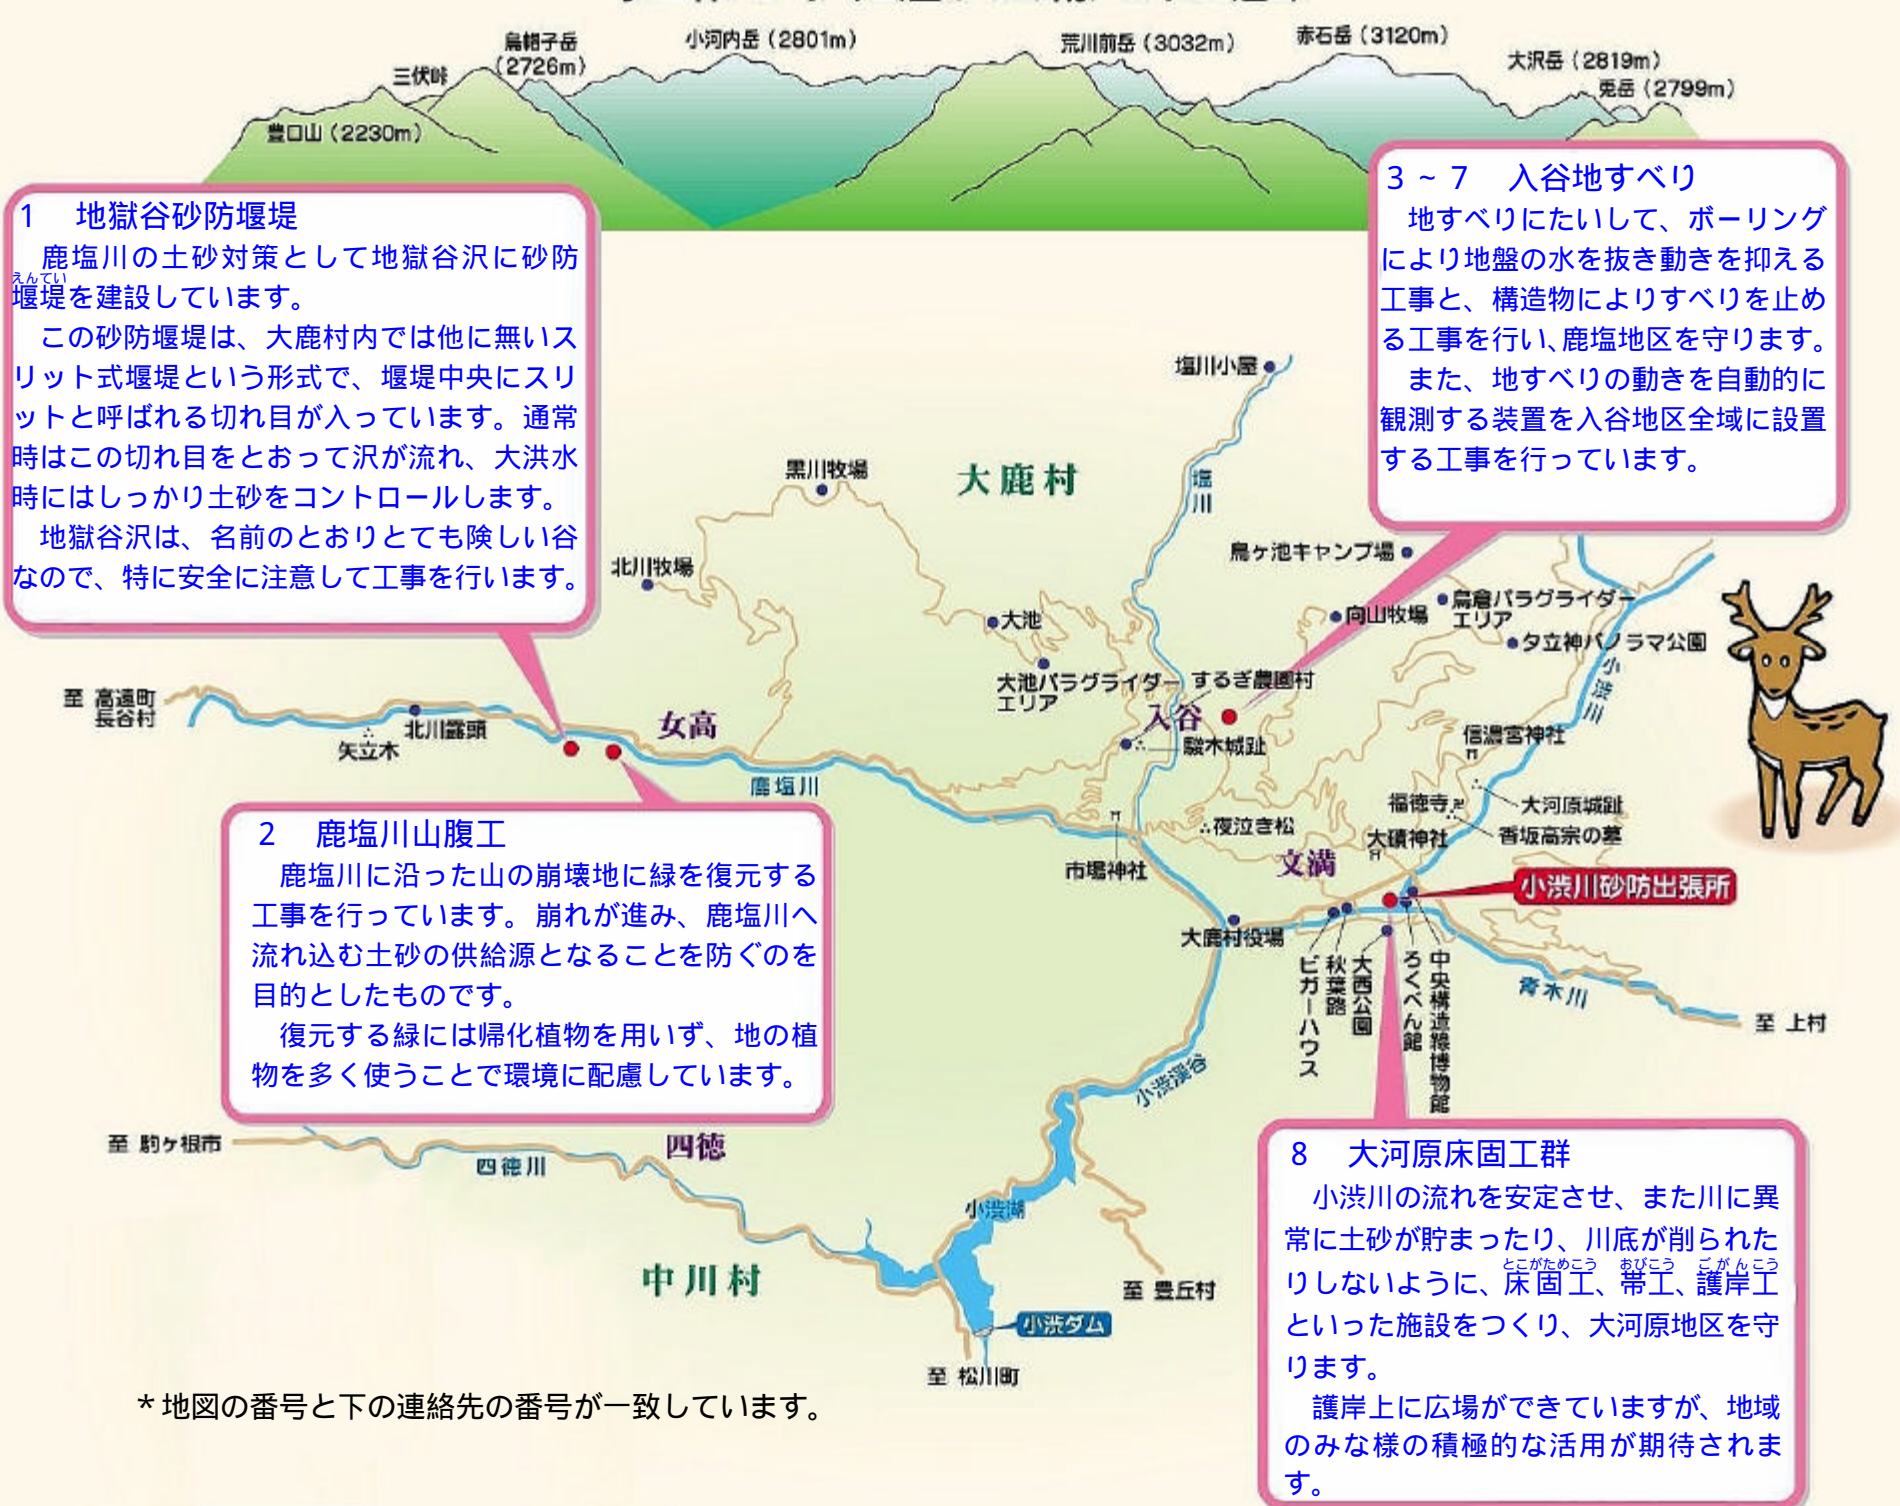 烏帽子岳
(2726m)
小河内岳（2801m）
荒川前岳（3032m）
赤石岳（3120m）
大沢岳（2819m）
兎岳（2799m）
三伏峠
豊口山（2230m）
1　地獄谷砂防堰堤
鹿塩川の土砂対策として地獄谷沢に砂防
えんてい
堰堤を建設しています。
この砂防堰堤は、大鹿村内では他に無いス
リット式堰堤という形式で、堰堤中央にスリ
ットと呼ばれる切れ目が入っています。通常
時はこの切れ目をとおって沢が流れ、大洪水
時にはしっかり土砂をコントロールします。
地獄谷沢は、名前のとおりとても険しい谷
なので、特に安全に注意して工事を行います。
3～7　入谷地すべり
地すべりにたいして、ボーリング
により地盤の水を抜き動きを抑える
工事と、構造物によりすべりを止め
る工事を行い、鹿塩地区を守ります。
また、地すべりの動きを自動的に
観測する装置を入谷地区全域に設置
する工事を行っています。
塩川小屋
黒川牧場
大鹿村
塩川
北川牧場
鳥ヶ池キャンプ場
大池
向山牧場
鳥倉パラグライダー
エリア
夕立神パノラマ公園
小渋川
大池パラグライダー
エリア
するぎ農園村
至 高遠町
長谷村
矢立木
北川露頭
女高
入谷
駿木城趾
信濃宮神社
鹿塩川
福徳寺
大河原城趾
香坂高宗の墓
大磧神社
夜泣き松
市場神社
文満
小渋川砂防出張所
大鹿村役場
ビガーハウス
秋葉路
大西公園
ろくべん館
中央構造線博物館
青木川
至 上村
2　鹿塩川山腹工
鹿塩川に沿った山の崩壊地に緑を復元する
工事を行っています。崩れが進み、鹿塩川へ
流れ込む土砂の供給源となることを防ぐのを
目的としたものです。
復元する緑には帰化植物を用いず、地の植
物を多く使うことで環境に配慮しています。
小渋渓谷
至 駒ヶ根市
四徳川
四徳
小渋湖
中川村
至 豊丘村
小渋ダム
至 松川町
8　大河原床固工群
小渋川の流れを安定させ、また川に異
常に土砂が貯まったり、川底が削られた
とこがためこう　おびこう　ごがんこう
りしないように、床固工、帯工、護岸工
といった施設をつくり、大河原地区を守
ります。
護岸上に広場ができていますが、地域
のみな様の積極的な活用が期待されま
す。
＊地図の番号と下の連絡先の番号が一致しています。